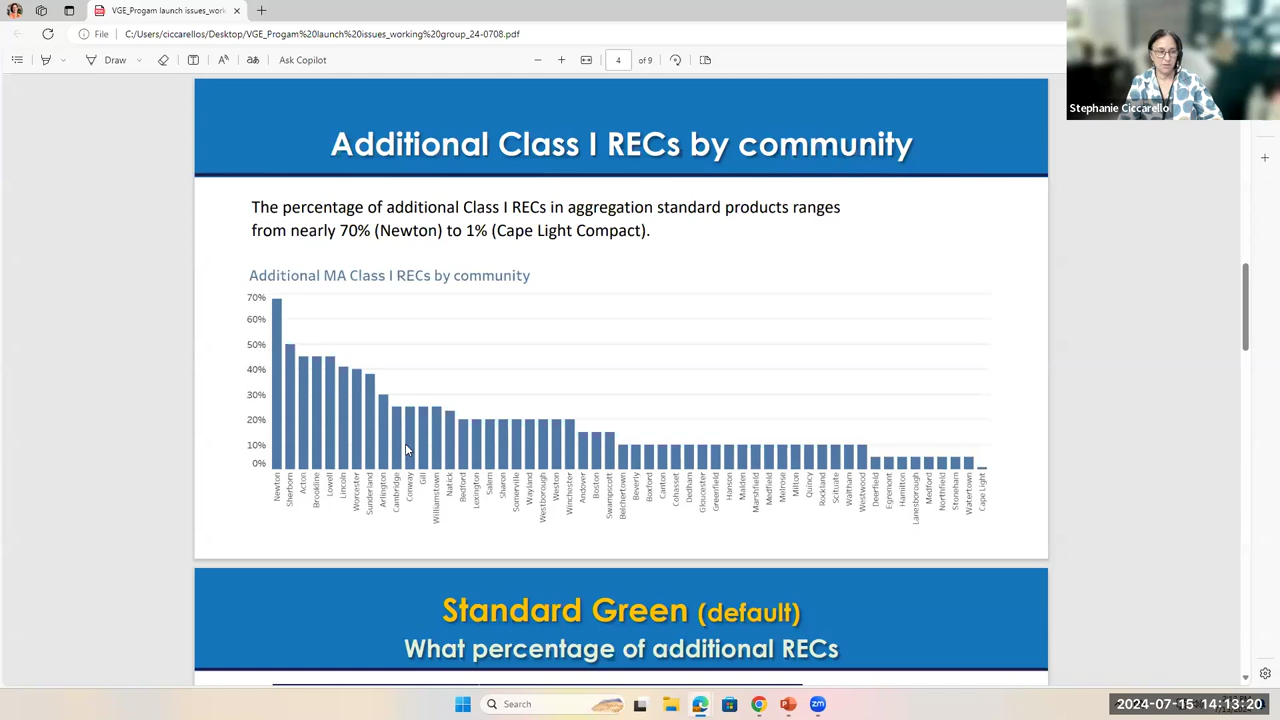 VGE_Progam launch issues_work
File
C:/Users/ciccarellos/Desktop/VGE_Progam%20launch%20issues_working%20group_24-0708.pdf
Draw
Ask Copilot
4
of 9
Stephanie Ciccarello
Additional Class I RECs by community
The percentage of additional Class I RECs in aggregation standard products ranges
from nearly 70% (Newton) to 1% (Cape Light Compact).
Additional MA Class I RECs by community
70%
60%
50%
40%
30%
20%
10%
0%
Newton
Sherborn
Acton
Brookline
Lowell
Lincoln
Worcester
Sunderland
Arlington
Cambridge
Conway
Gill
Williamstown
Natick
Bedford
Lexington
Salem
Sharon
Somerville
Wayland
Westborough
Weston
Winchester
Andover
Boston
Swampscott
Belchertown
Beverly
Boxford
Canton
Cohasset
Dedham
Gloucester
Greenfield
Hanson
Malden
Marshfield
Medfield
Melrose
Milton
Quincy
Rockland
Scituate
Waltham
Westwood
Deerfield
Egremont
Hamilton
Lanesborough
Medford
Northfield
Stoneham
Watertown
Cape Light
Standard Green (default)
What percentage of additional RECs
Search
2024-07-15 14:13:20